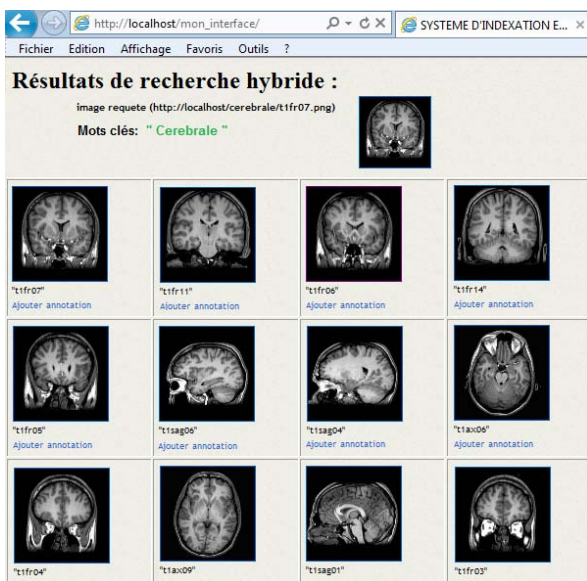 http://localhost/mon_interface/
SYSTEME D'INDEXATION E...
Fichier Edition Affichage Favoris Outils ?
Résultats de recherche hybride :
image requete (http://localhost/cerebrale/t1fr07.png)
Mots clés: " Cerebrale "
"t1fr07" "t1fr11" "t1fr06" "t1fr14"
Ajouter annotation Ajouter annotation Ajouter annotation Ajouter annotation
"t1fr05" "t1sag06" "t1sag04" "t1ax06"
Ajouter annotation Ajouter annotation Ajouter annotation Ajouter annotation
"t1fr04" "t1ax09" "t1sag01" "t1fr03"